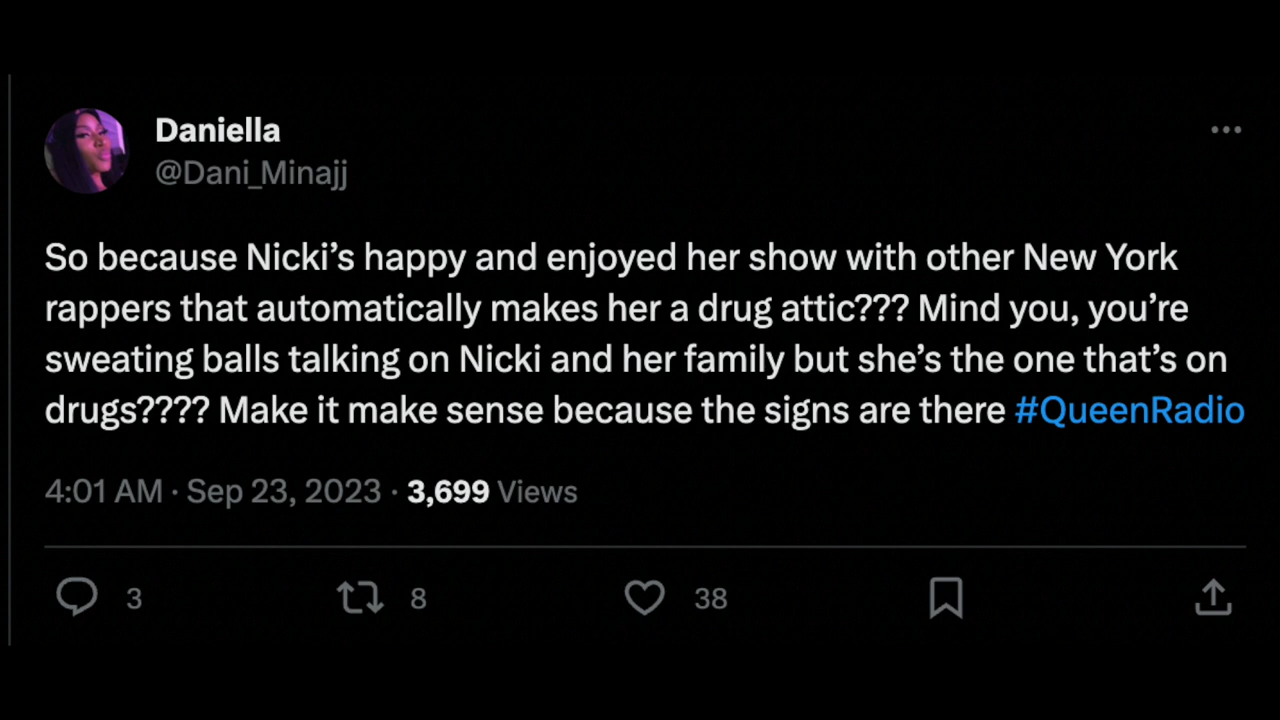 Daniella
@Dani_Minajj
So because Nicki’s happy and enjoyed her show with other New York
rappers that automatically makes her a drug attic??? Mind you, you’re
sweating balls talking on Nicki and her family but she’s the one that’s on
drugs???? Make it make sense because the signs are there #QueenRadio
4:01 AM · Sep 23, 2023 · 3,699 Views
3 8 38